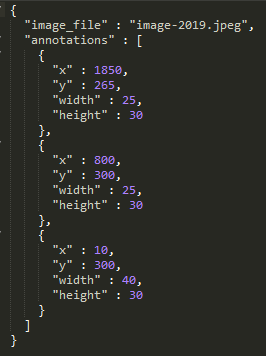 {
"image_file" : "image-2019.jpeg",
"annotations" : [
{
"x" : 1850,
"y" : 265,
"width" : 25,
"height" : 30
},
{
"x" : 800,
"y" : 300,
"width" : 25,
"height" : 30
},
{
"x" : 10,
"y" : 300,
"width" : 40,
"height" : 30
}
]
}